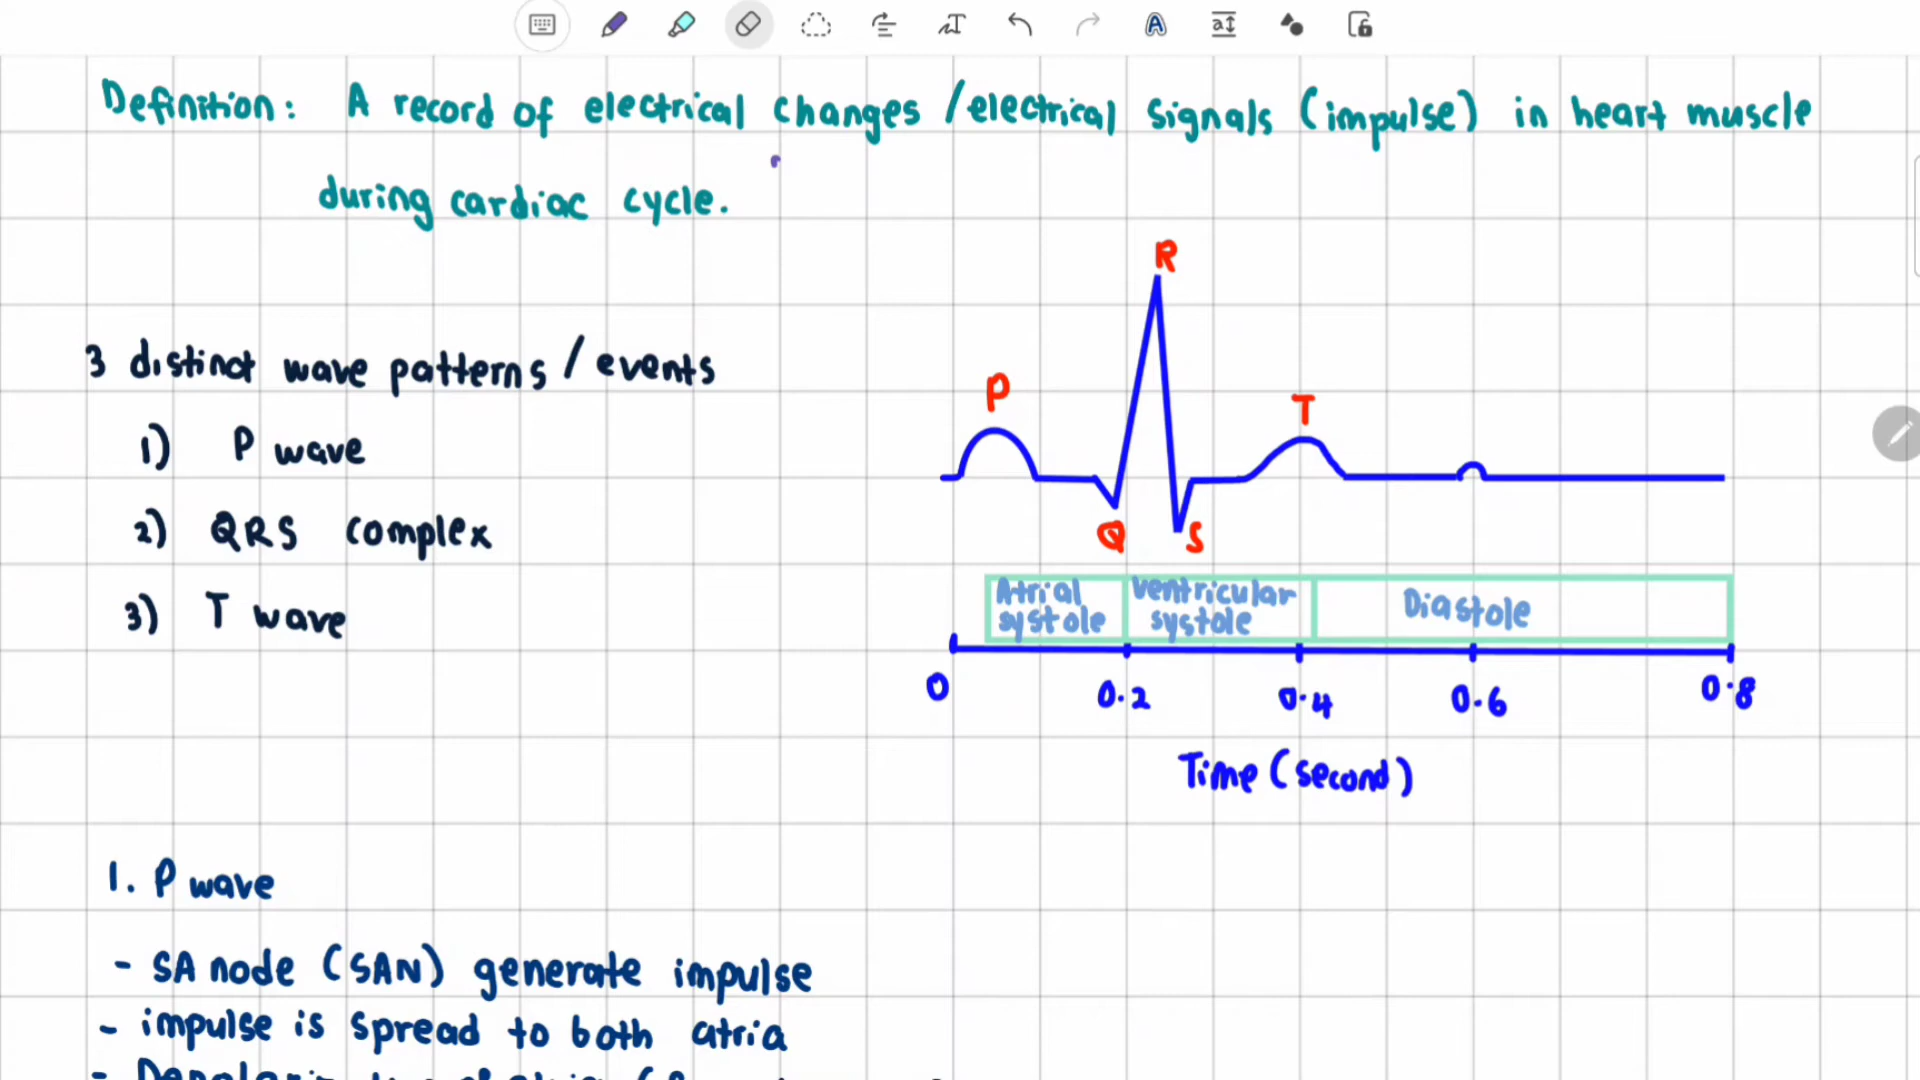 Definition: A record of electrical changes /electrical signals (impulse) in heart muscle
during cardiac cycle.
3 distinct wave patterns / events
1) P wave
2) QRS complex
3) T wave
P
Q
R
S
T
Atrial systole
Ventricular systole
Diastole
0 0.2 0.4 0.6 0.8
Time (second)
1. P wave
- SA node (SAN) generate impulse
- impulse is spread to both atria